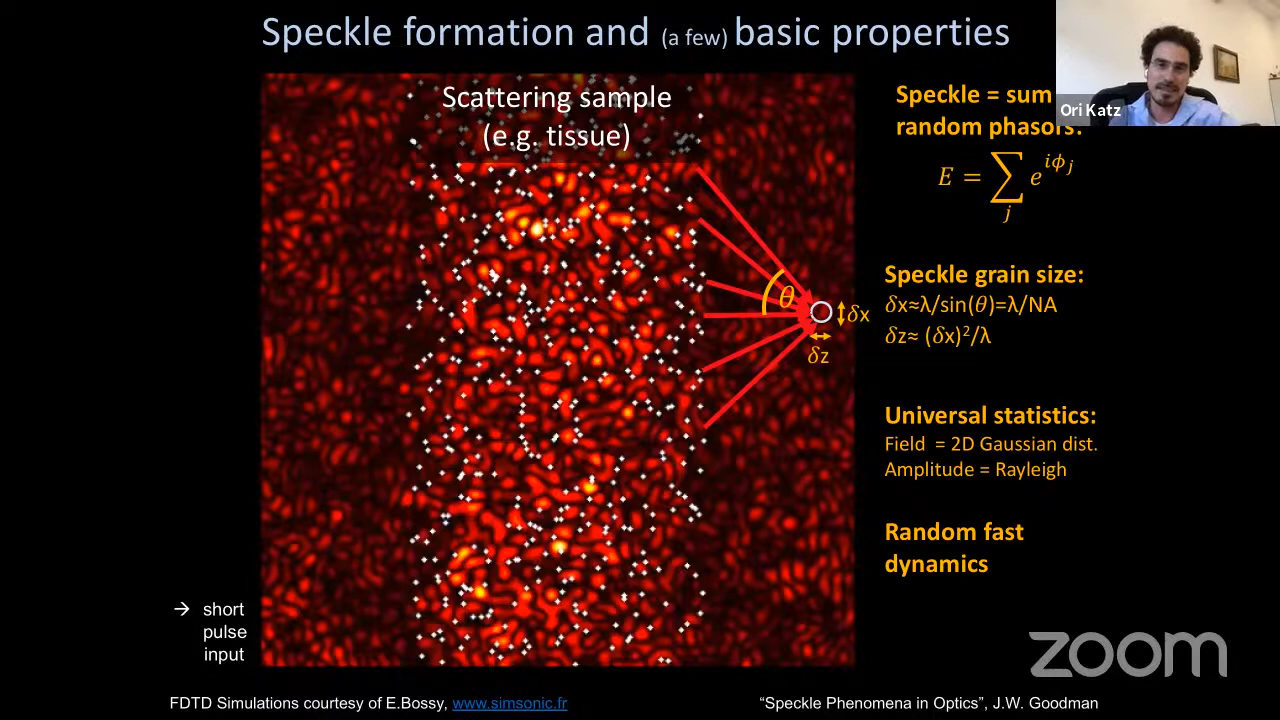 Speckle formation and (a few) basic properties
Scattering sample
(e.g. tissue)
Speckle = sum
random phasors:
E = ∑ e^{iϕ_j}
j
Ori Katz
θ
δx
δz
Speckle grain size:
δx≈λ/sin(θ)=λ/NA
δz≈ (δx)²/λ
Universal statistics:
Field = 2D Gaussian dist.
Amplitude = Rayleigh
Random fast
dynamics
→ short
pulse
input
zoom
FDTD Simulations courtesy of E.Bossy, www.simsonic.fr
“Speckle Phenomena in Optics”, J.W. Goodman